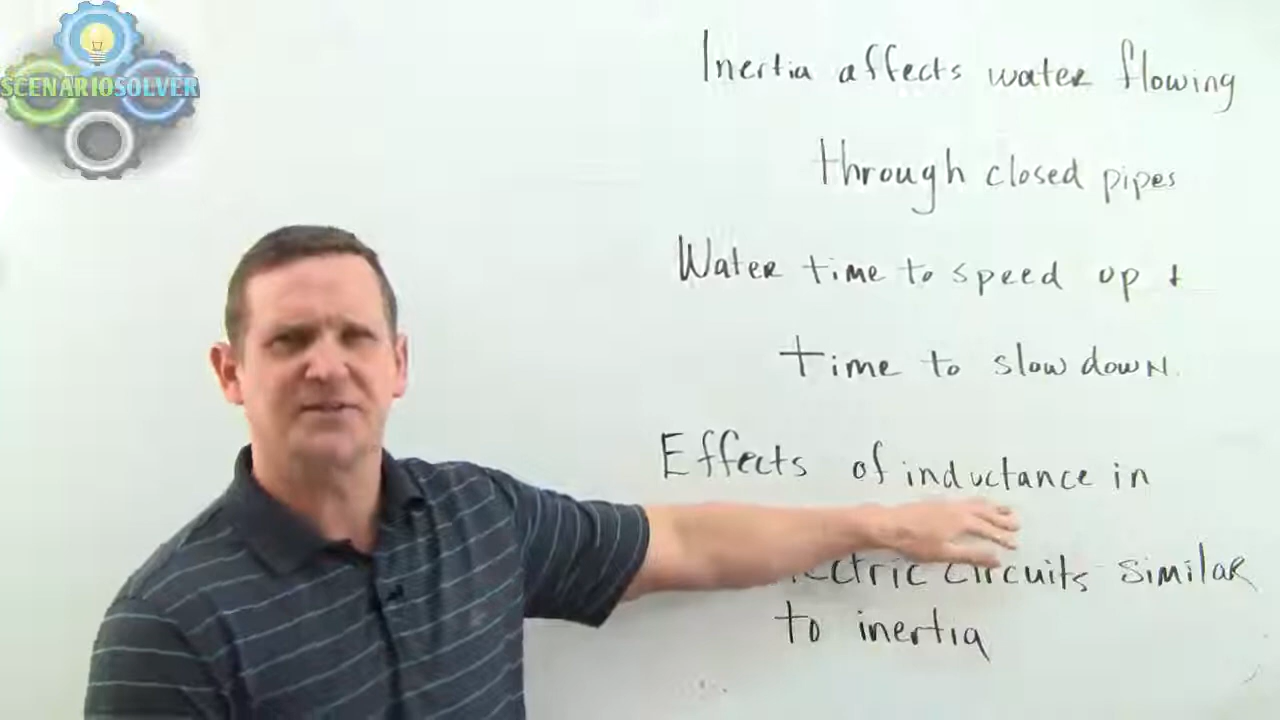 SCENARIOSOLVER
Inertia affects water flowing
through closed pipes
Water time to speed up +
time to slow down.
Effects of inductance in
circuits similar
to inertia